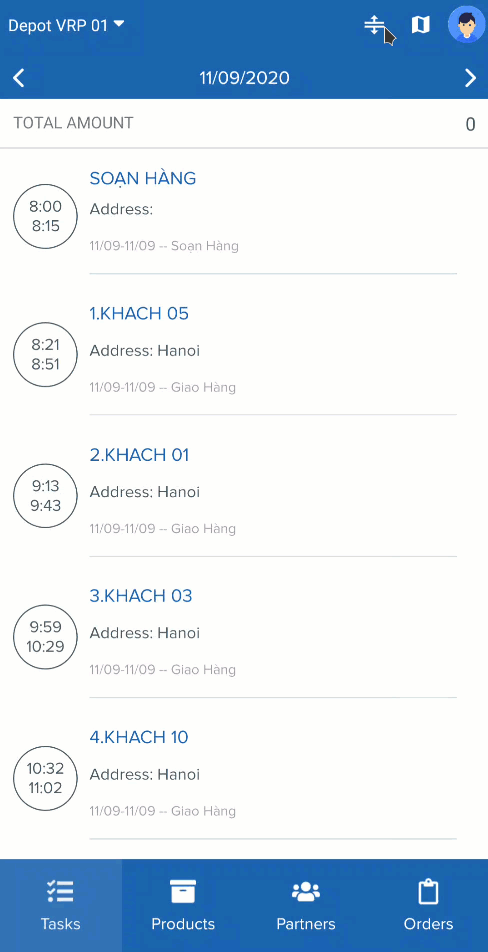 Depot VRP 01
11/09/2020
TOTAL AMOUNT 0
SOẠN HÀNG
8:00
8:15
Address:
11/09-11/09 -- Soạn Hàng
1.KHACH 05
8:21
8:51
Address: Hanoi
11/09-11/09 -- Giao Hàng
2.KHACH 01
9:13
9:43
Address: Hanoi
11/09-11/09 -- Giao Hàng
3.KHACH 03
9:59
10:29
Address: Hanoi
11/09-11/09 -- Giao Hàng
4.KHACH 10
10:32
11:02
Address: Hanoi
11/09-11/09 -- Giao Hàng
Tasks Products Partners Orders